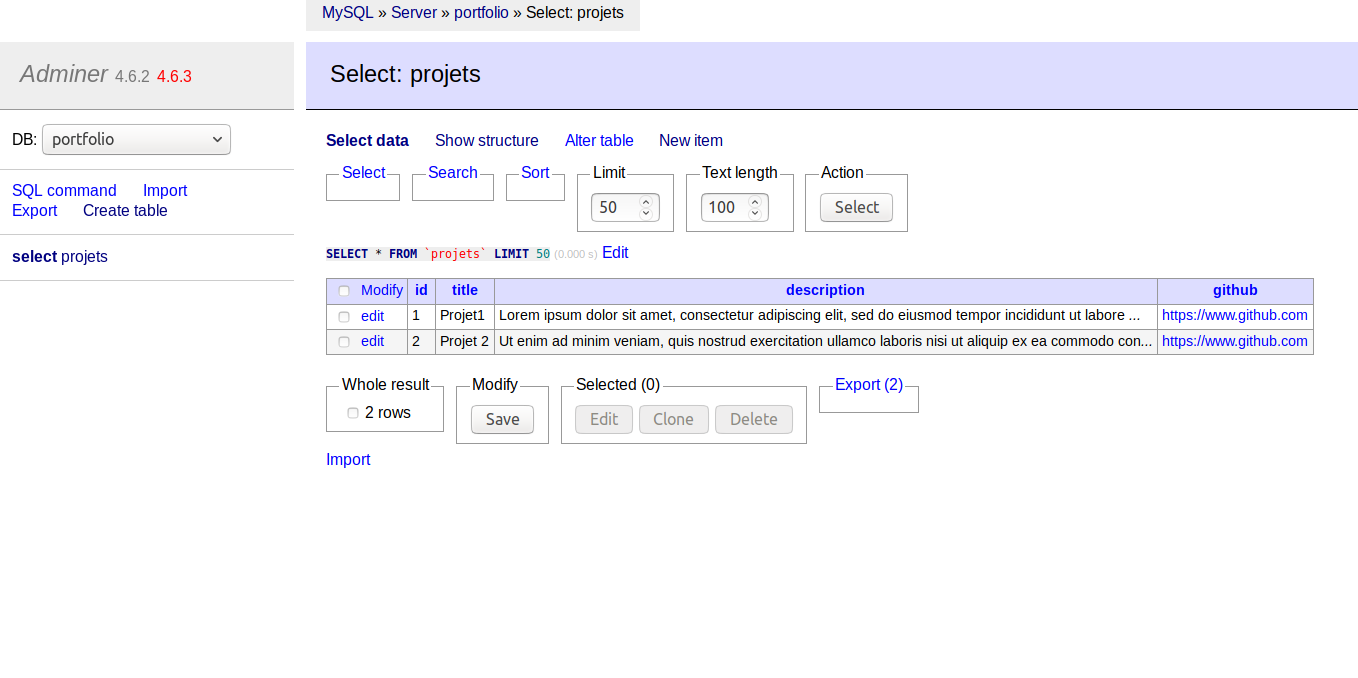 MySQL » Server » portfolio » Select: projets
Adminer 4.6.2 4.6.3
Select: projets
DB: portfolio
SQL command Import
Export Create table
select projets
Select data Show structure Alter table New item
Select Search Sort Limit Text length Action
50 100 Select
SELECT * FROM `projets` LIMIT 50 (0.000 s) Edit
Modify id title description github
edit 1 Projet1 Lorem ipsum dolor sit amet, consectetur adipiscing elit, sed do eiusmod tempor incididunt ut labore ... https://www.github.com
edit 2 Projet 2 Ut enim ad minim veniam, quis nostrud exercitation ullamco laboris nisi ut aliquip ex ea commodo con... https://www.github.com
Whole result Modify Selected (0) Export (2)
2 rows Save Edit Clone Delete
Import